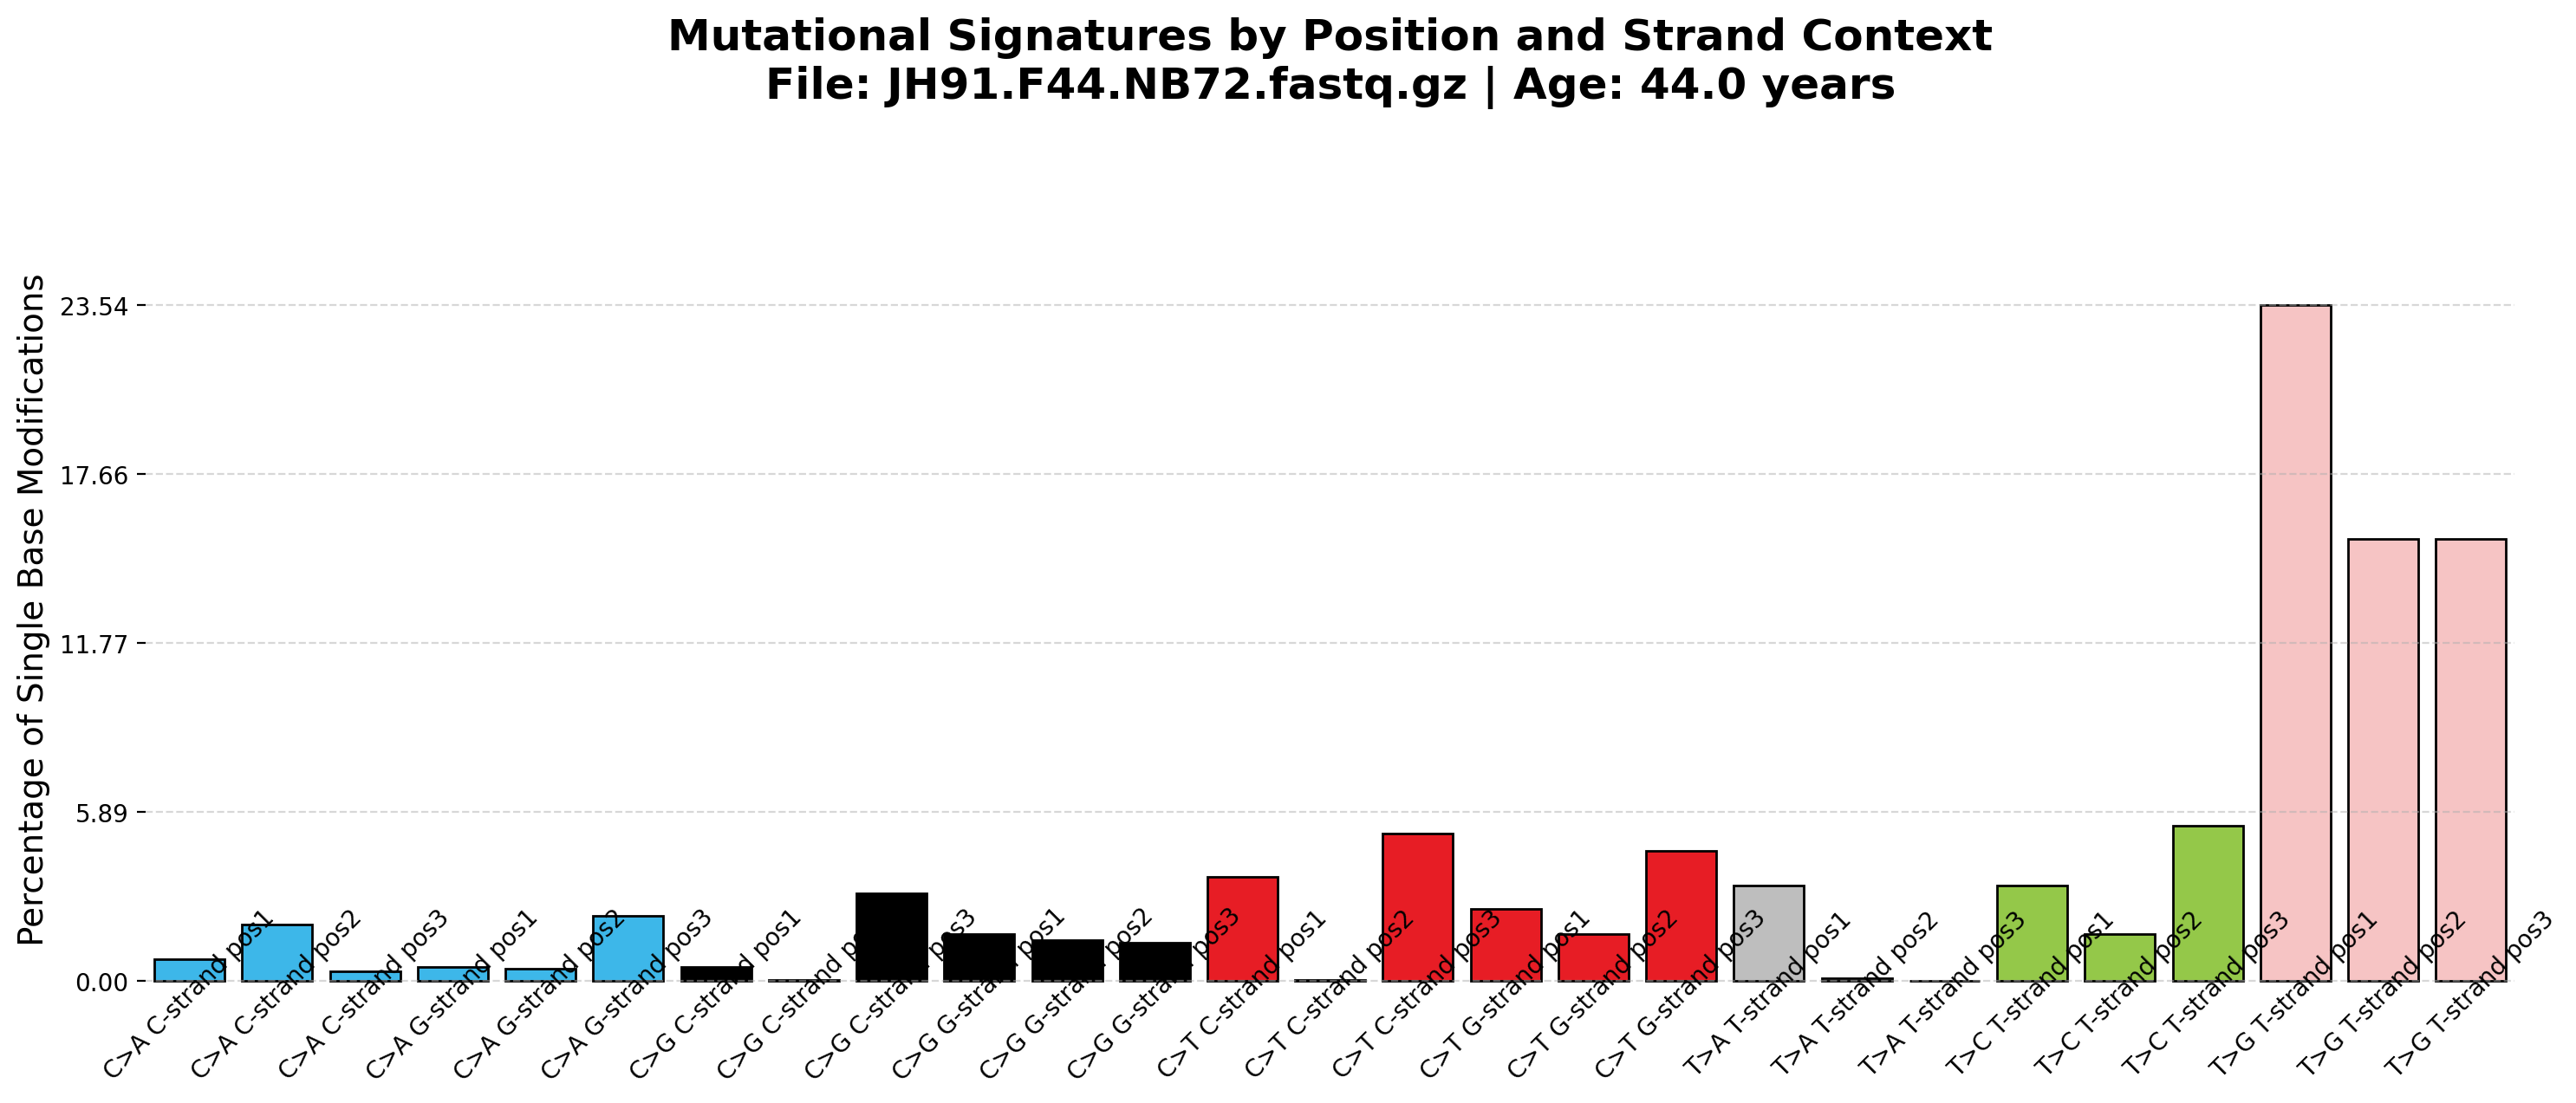 Mutational Signatures by Position and Strand Context
File: JH91.F44.NB72.fastq.gz | Age: 44.0 years
Percentage of Single Base Modifications
23.54
17.66
11.77
5.89
0.00
C>A C-strand pos1
C>A C-strand pos2
C>A C-strand pos3
C>A G-strand pos1
C>A G-strand pos2
C>A G-strand pos3
C>G C-strand pos1
C>G C-strand pos2
C>G C-strand pos3
C>G G-strand pos1
C>G G-strand pos2
C>G G-strand pos3
C>T C-strand pos1
C>T C-strand pos2
C>T C-strand pos3
C>T G-strand pos1
C>T G-strand pos2
C>T G-strand pos3
T>A T-strand pos1
T>A T-strand pos2
T>A T-strand pos3
T>C T-strand pos1
T>C T-strand pos2
T>C T-strand pos3
T>G T-strand pos1
T>G T-strand pos2
T>G T-strand pos3